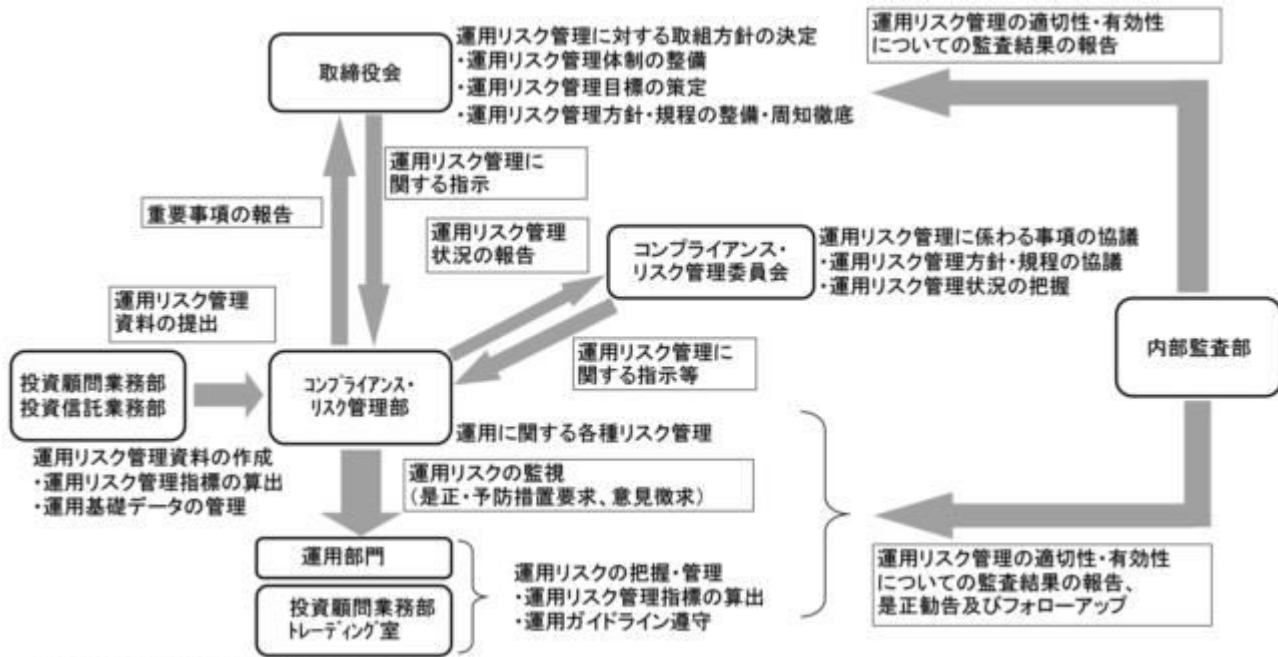 運用リスク管理に対する取組方針の決定
・運用リスク管理体制の整備
・運用リスク管理目標の策定
・運用リスク管理方針・規程の整備・周知徹底
取締役会
運用リスク管理の適切性・有効性
についての監査結果の報告
運用リスク管理に
関する指示
重要事項の報告
運用リスク管理
状況の報告
コンプライアンス・
リスク管理委員会
運用リスク管理に係わる事項の協議
・運用リスク管理方針・規程の協議
・運用リスク管理状況の把握
運用リスク管理
資料の提出
内部監査部
運用リスク管理に
関する指示等
投資顧問業務部
投資信託業務部
コンプライアンス・
リスク管理部
運用に関する各種リスク管理
運用リスク管理資料の作成
・運用リスク管理指標の算出
・運用基礎データの管理
運用リスクの監視
(是正・予防措置要求、意見徴求)
運用部門
投資顧問業務部
トレーディング室
運用リスクの把握・管理
・運用リスク管理指標の算出
・運用ガイドライン遵守
運用リスク管理の適切性・有効性
についての監査結果の報告、
是正勧告及びフォローアップ